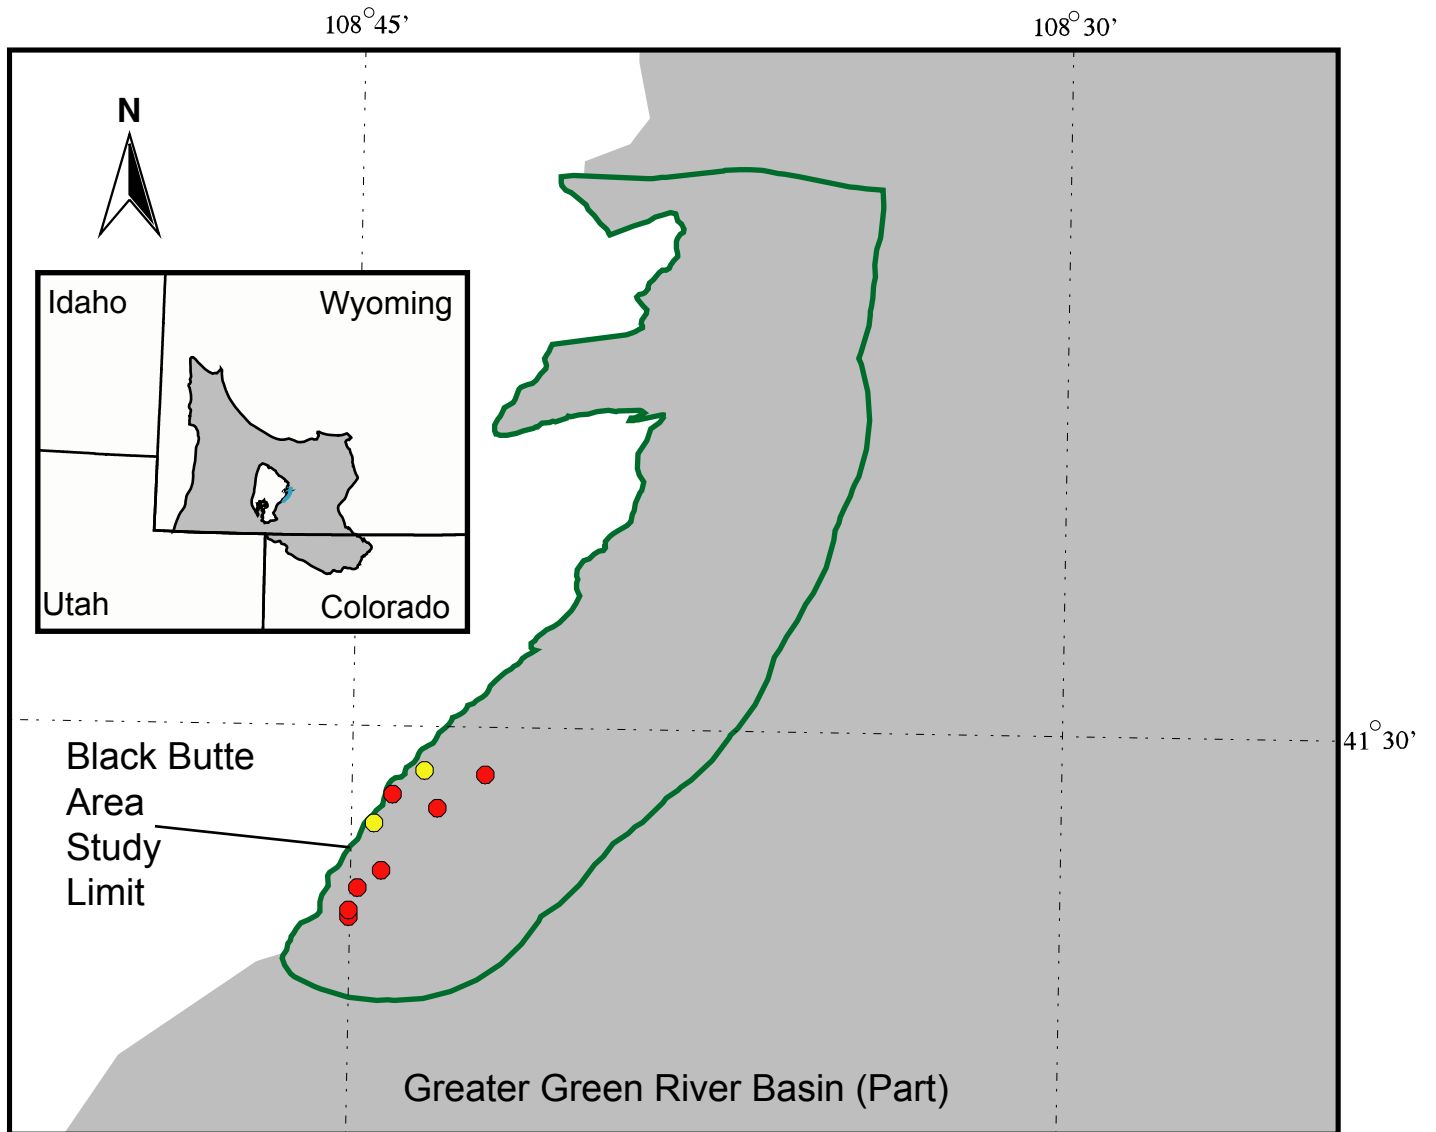 108°45’
108°30’
N
Idaho
Wyoming
Utah
Colorado
41°30’
Black Butte
Area
Study
Limit
Greater Green River Basin (Part)